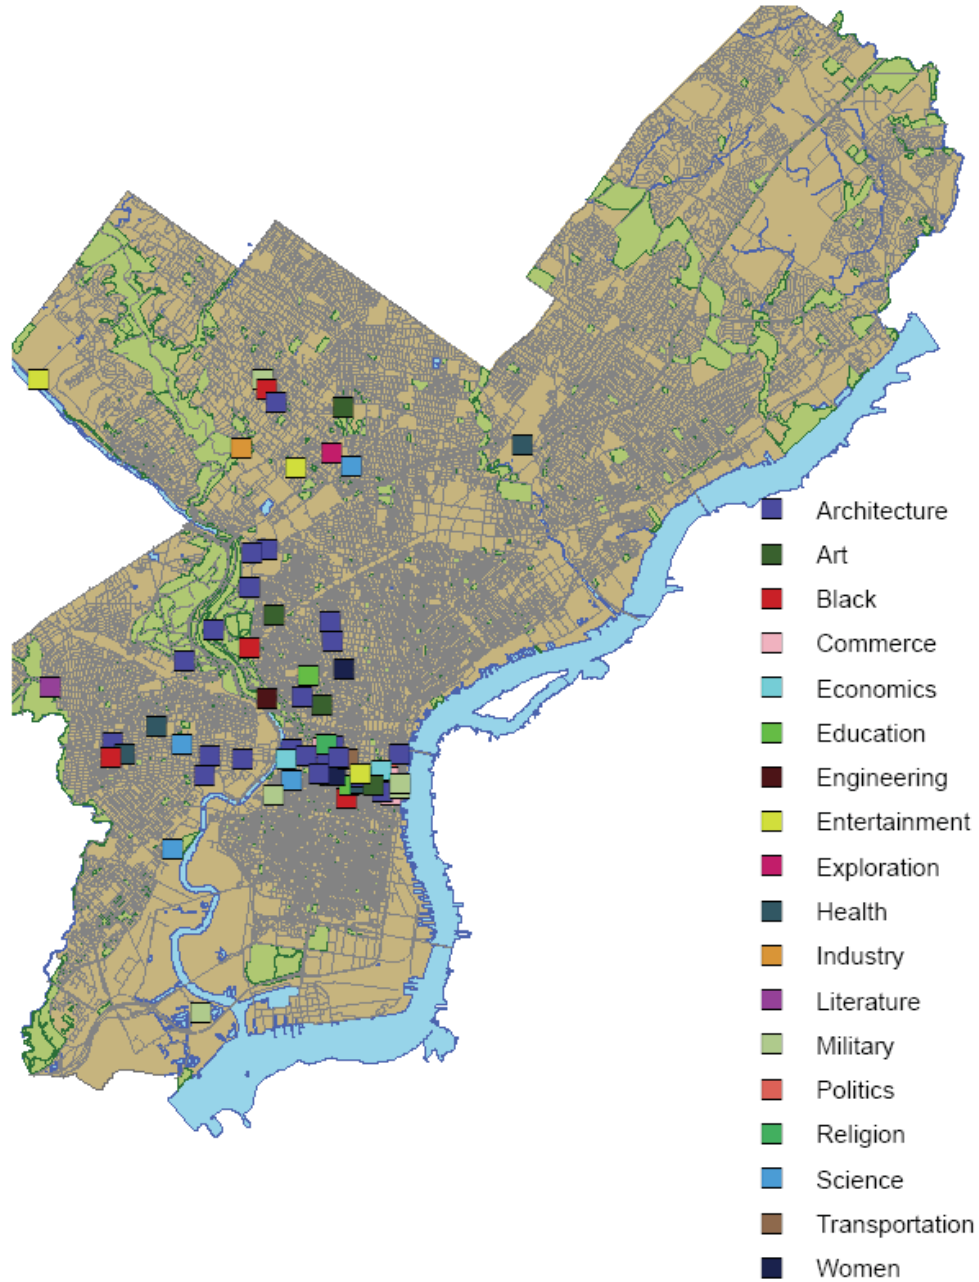 Architecture
Art
Black
Commerce
Economics
Education
Engineering
Entertainment
Exploration
Health
Industry
Literature
Military
Politics
Religion
Science
Transportation
Women